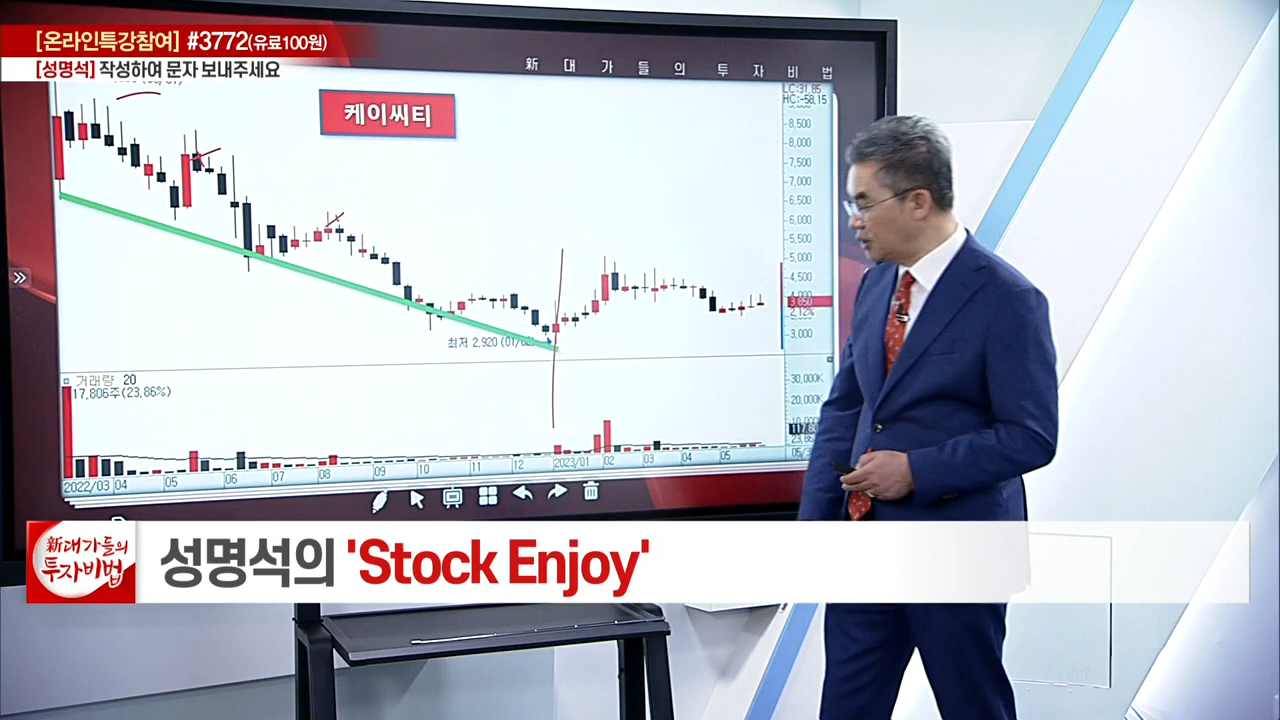 [온라인특강참여] #3772(유료100원)
[성명석] 작성하여 문자 보내주세요
新 대 가 들 의 투 자 비 법
케이씨티
LC:31.85
HC:-58.15
8,500
8,000
7,500
7,000
6,500
6,000
5,500
5,000
4,500
4,000
3,850
2.12%
3,000
최저 2,920
거래량 20
17,806주(23.86%)
30,000K
20,000K
2022/03 04 05 06 07 08 09 10 11 12 2023/01 02 03 04 05
新대가들의
투자비법
성명석의 'Stock Enjoy'